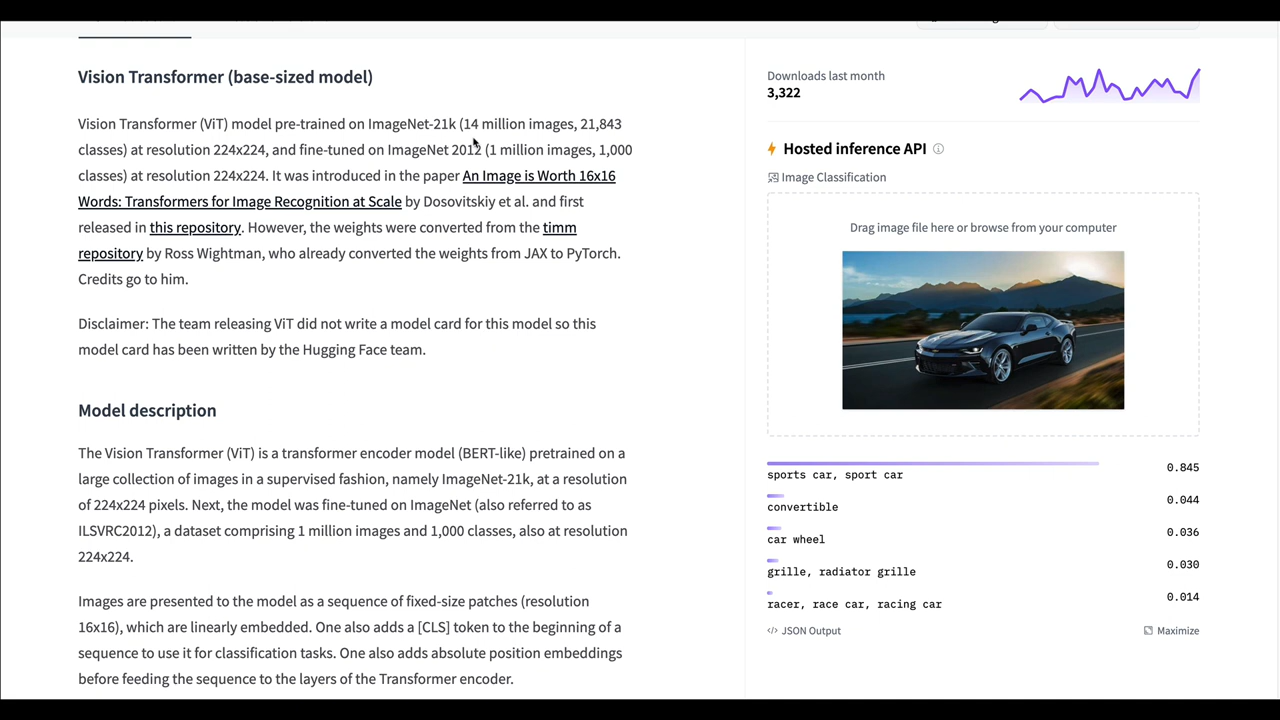 Vision Transformer (base-sized model)
Vision Transformer (ViT) model pre-trained on ImageNet-21k (14 million images, 21,843
classes) at resolution 224x224, and fine-tuned on ImageNet 2012 (1 million images, 1,000
classes) at resolution 224x224. It was introduced in the paper An Image is Worth 16x16
Words: Transformers for Image Recognition at Scale by Dosovitskiy et al. and first
released in this repository. However, the weights were converted from the timm
repository by Ross Wightman, who already converted the weights from JAX to PyTorch.
Credits go to him.
Disclaimer: The team releasing ViT did not write a model card for this model so this
model card has been written by the Hugging Face team.
Model description
The Vision Transformer (ViT) is a transformer encoder model (BERT-like) pretrained on a
large collection of images in a supervised fashion, namely ImageNet-21k, at a resolution
of 224x224 pixels. Next, the model was fine-tuned on ImageNet (also referred to as
ILSVRC2012), a dataset comprising 1 million images and 1,000 classes, also at resolution
224x224.
Images are presented to the model as a sequence of fixed-size patches (resolution
16x16), which are linearly embedded. One also adds a [CLS] token to the beginning of a
sequence to use it for classification tasks. One also adds absolute position embeddings
before feeding the sequence to the layers of the Transformer encoder.
Downloads last month
3,322
Hosted inference API
Image Classification
Drag image file here or browse from your computer
sports car, sport car 0.845
convertible 0.044
car wheel 0.036
grille, radiator grille 0.030
racer, race car, racing car 0.014
</> JSON Output
Maximize